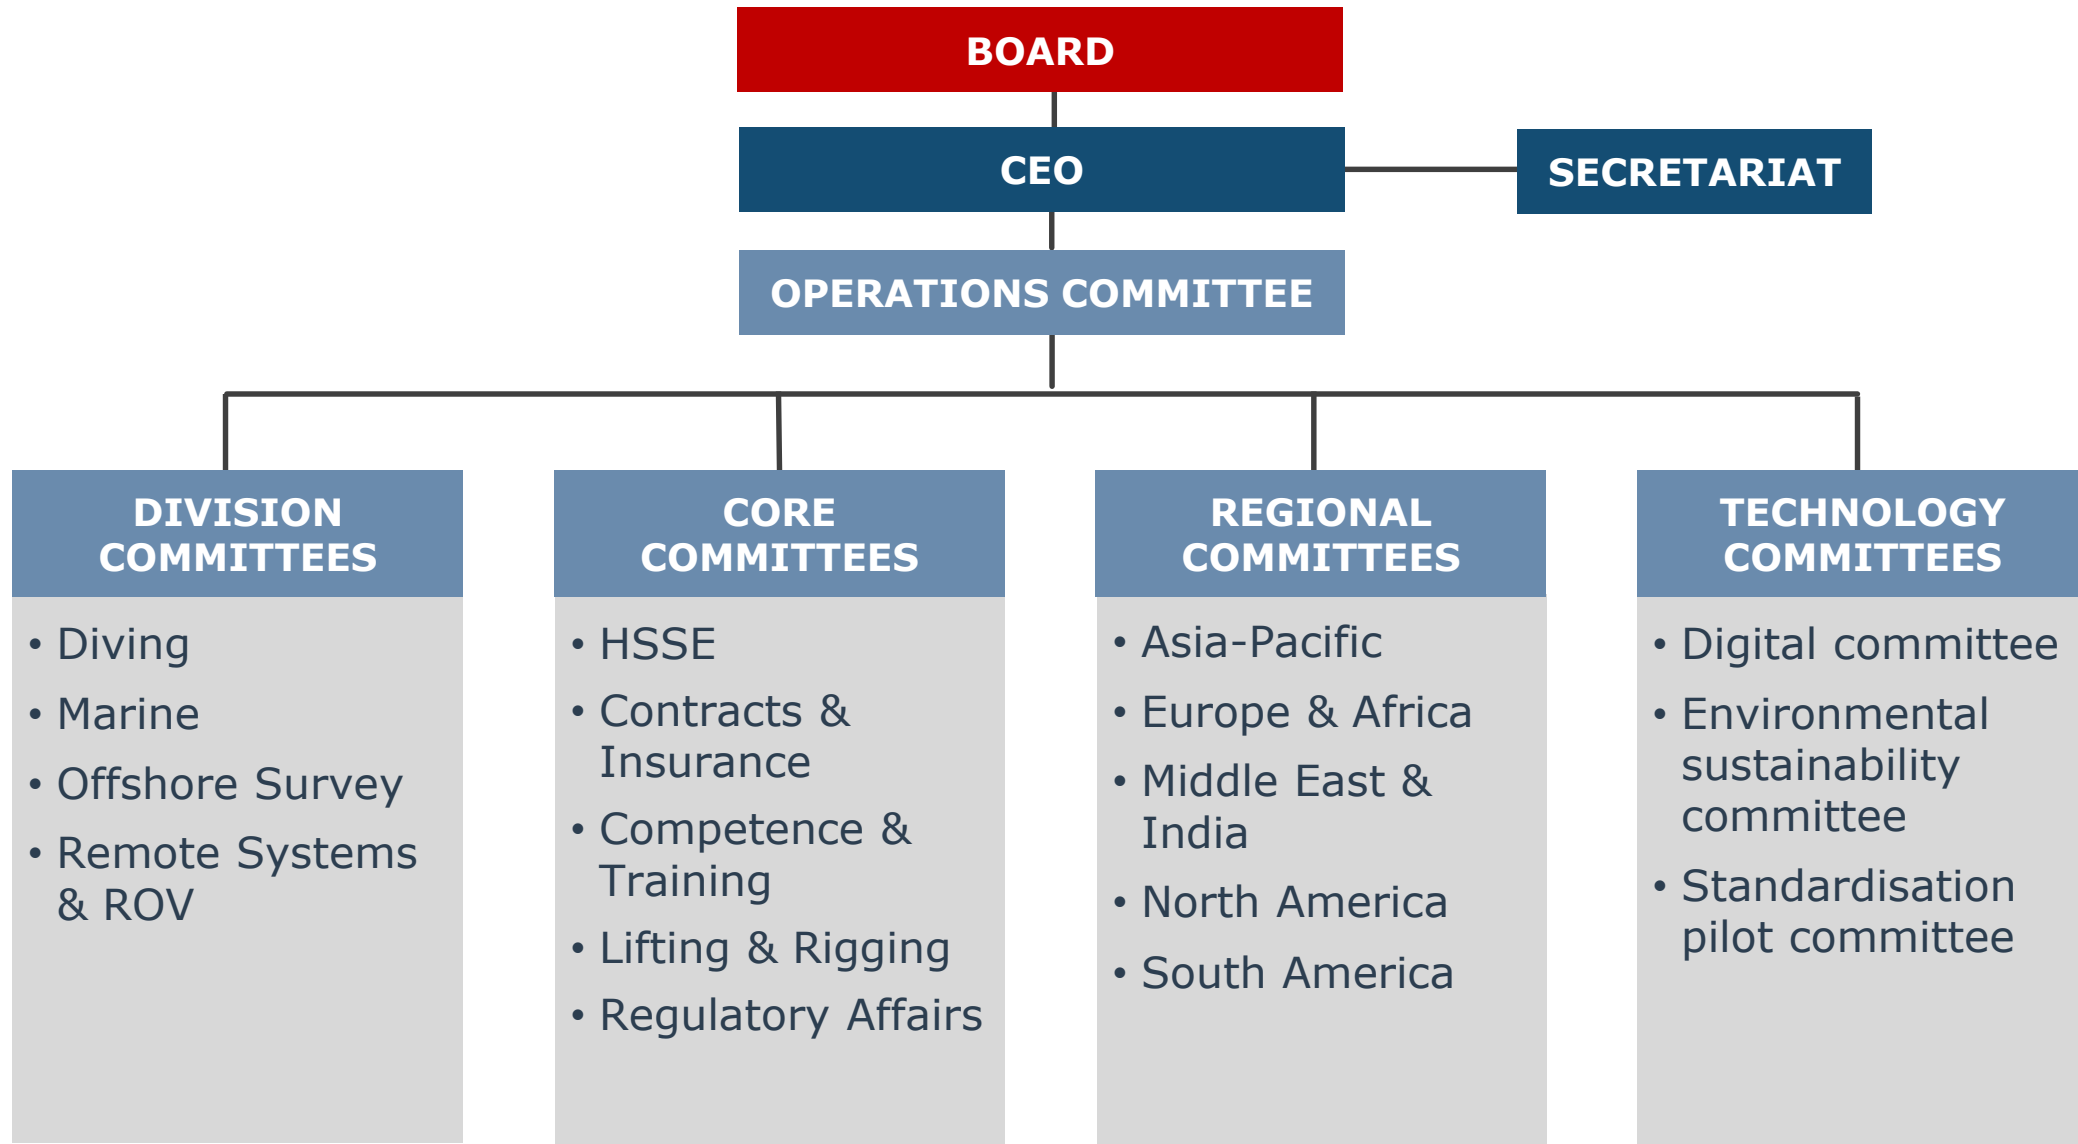 BOARD
CEO
SECRETARIAT
OPERATIONS COMMITTEE
DIVISION
COMMITTEES
• Diving
• Marine
• Offshore Survey
• Remote Systems
& ROV
CORE
COMMITTEES
• HSSE
• Contracts &
Insurance
• Competence &
Training
• Lifting & Rigging
• Regulatory Affairs
REGIONAL
COMMITTEES
• Asia-Pacific
• Europe & Africa
• Middle East &
India
• North America
• South America
TECHNOLOGY
COMMITTEES
• Digital committee
• Environmental
sustainability
committee
• Standardisation
pilot committee